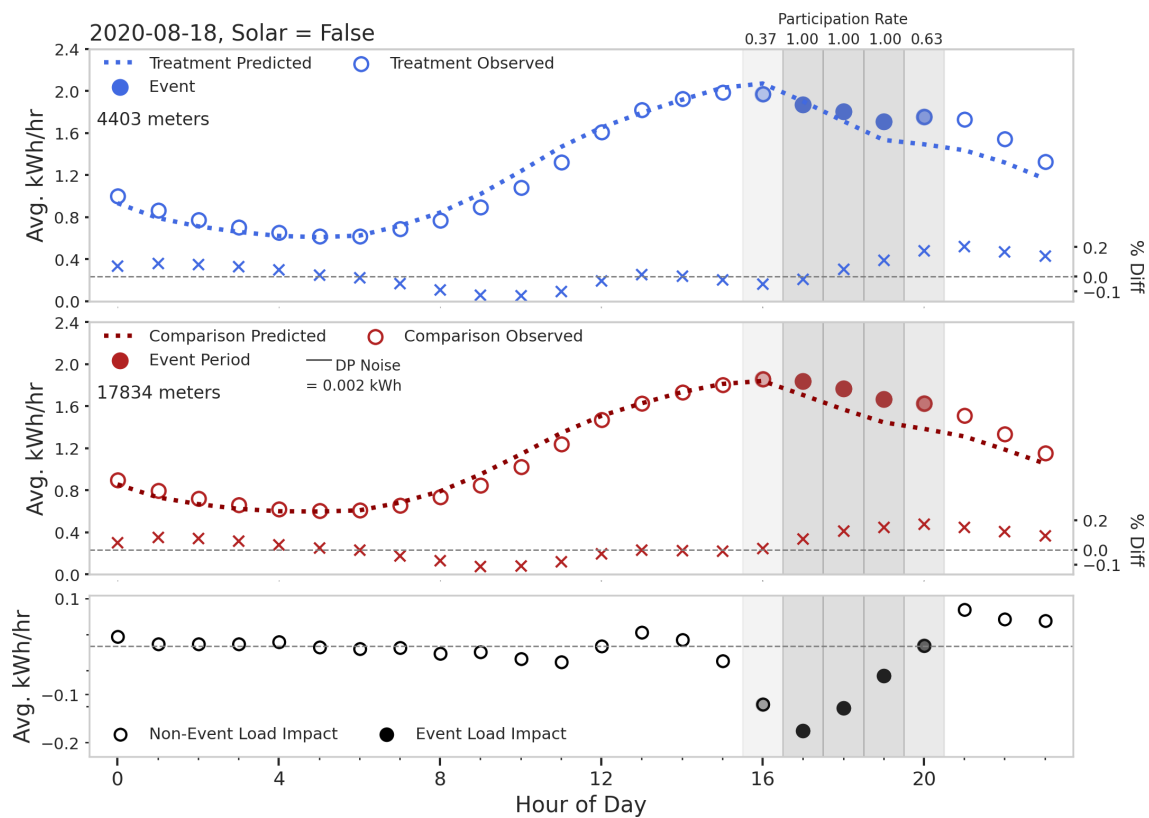 Participation Rate
2020-08-18, Solar = False
0.37 1.00 1.00 1.00 0.63
2.4
2.0
1.6
1.2
0.8
0.4
0.0
Avg. kWh/hr
Treatment Predicted
Treatment Observed
Event
4403 meters
0.2
0.0
−0.1
% Diff
2.4
2.0
1.6
1.2
0.8
0.4
0.0
Avg. kWh/hr
Comparison Predicted
Comparison Observed
Event Period
DP Noise
= 0.002 kWh
17834 meters
0.2
0.0
−0.1
% Diff
0.1
−0.1
−0.2
Avg. kWh/hr
Non-Event Load Impact
Event Load Impact
0 4 8 12 16 20
Hour of Day